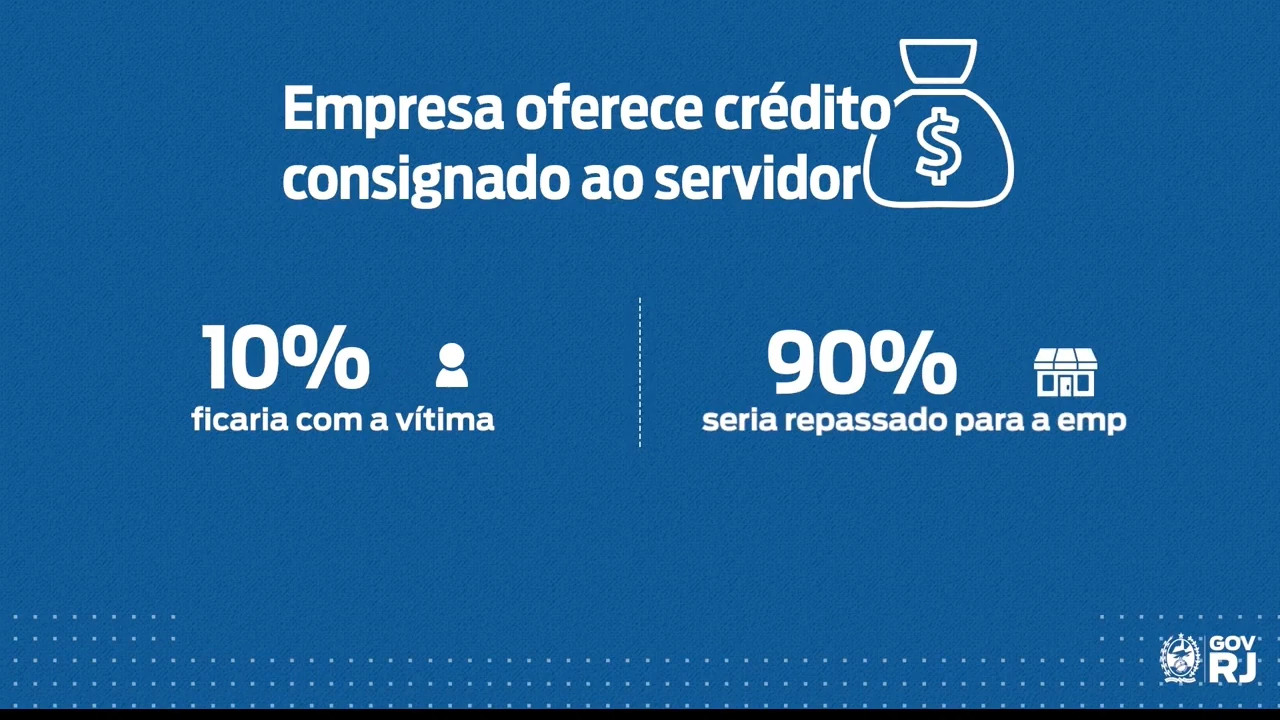 Empresa oferece crédito
consignado ao servidor
$
10%
ficaria com a vítima
90%
seria repassado para a emp
GOV
RJ